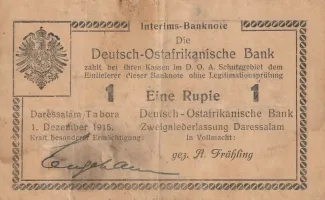 Interims-Banknote
Die
Deutsch-Ostafrikanische Bank
zahlt bei ihren Kassen im D. O. A. Schutzgebiet dem
Einlieferer dieser Banknote ohne Legitimationsprüfung
1 Eine Rupie 1
Daressalam/Tabora Deutsch-Ostafrikanische Bank
1. Dezember 1915. Zweigniederlassung Daressalam
Kraft Besonderer Ermächtigung: in Vollmacht:
gez. A. Frühling